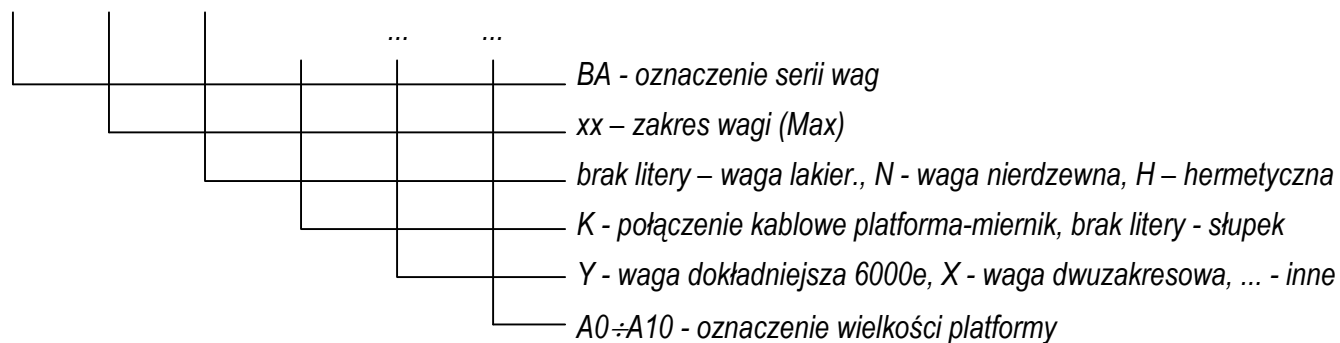 ... ...
BA - oznaczenie serii wag
xx – zakres wagi (Max)
brak litery – waga lakier., N - waga nierdzewna, H – hermetyczna
K - połączenie kablowe platforma-miernik, brak litery - słupek
Y - waga dokładniejsza 6000e, X - waga dwuzakresowa, ... - inne
A0÷A10 - oznaczenie wielkości platformy